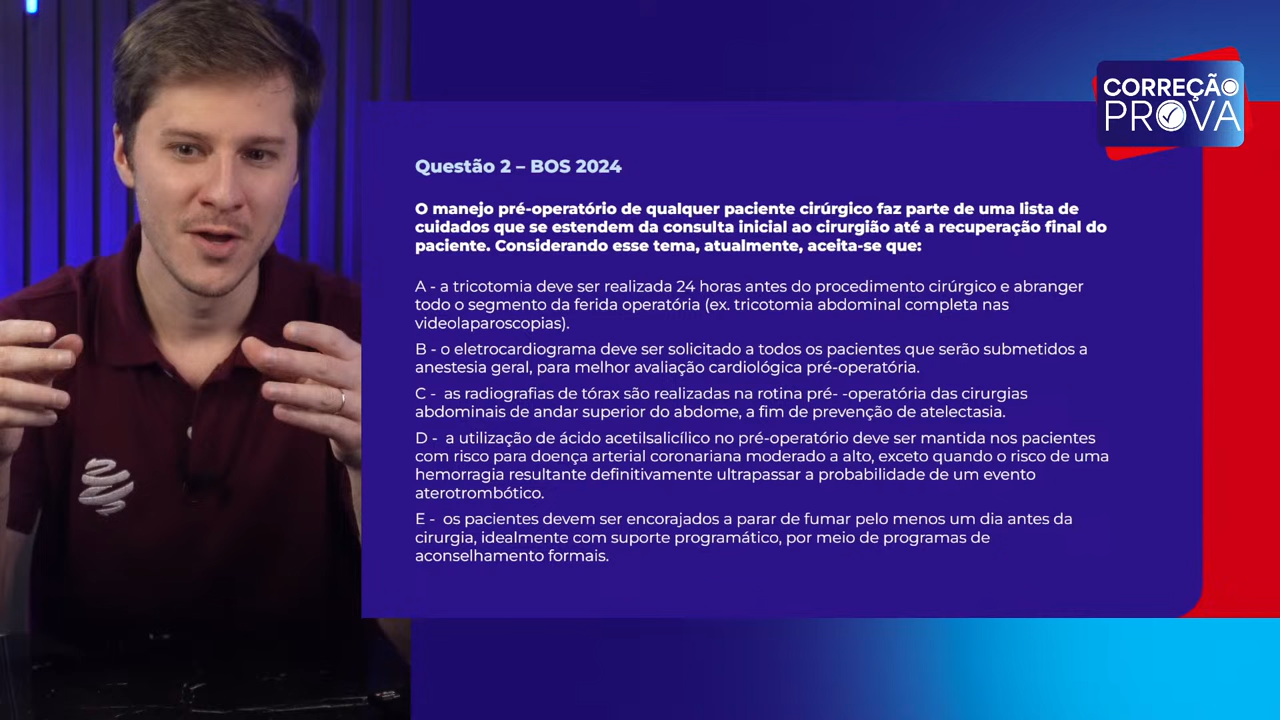 CORREÇÃO
PROVA
Questão 2 – BOS 2024
O manejo pré-operatório de qualquer paciente cirúrgico faz parte de uma lista de
cuidados que se estendem da consulta inicial ao cirurgião até a recuperação final do
paciente. Considerando esse tema, atualmente, aceita-se que:
A - a tricotomia deve ser realizada 24 horas antes do procedimento cirúrgico e abranger
todo o segmento da ferida operatória (ex. tricotomia abdominal completa nas
videolaparoscopias).
B - o eletrocardiograma deve ser solicitado a todos os pacientes que serão submetidos a
anestesia geral, para melhor avaliação cardiológica pré-operatória.
C -  as radiografias de tórax são realizadas na rotina pré- -operatória das cirurgias
abdominais de andar superior do abdome, a fim de prevenção de atelectasia.
D -  a utilização de ácido acetilsalicílico no pré-operatório deve ser mantida nos pacientes
com risco para doença arterial coronariana moderado a alto, exceto quando o risco de uma
hemorragia resultante definitivamente ultrapassar a probabilidade de um evento
aterotrombótico.
E -  os pacientes devem ser encorajados a parar de fumar pelo menos um dia antes da
cirurgia, idealmente com suporte programático, por meio de programas de
aconselhamento formais.